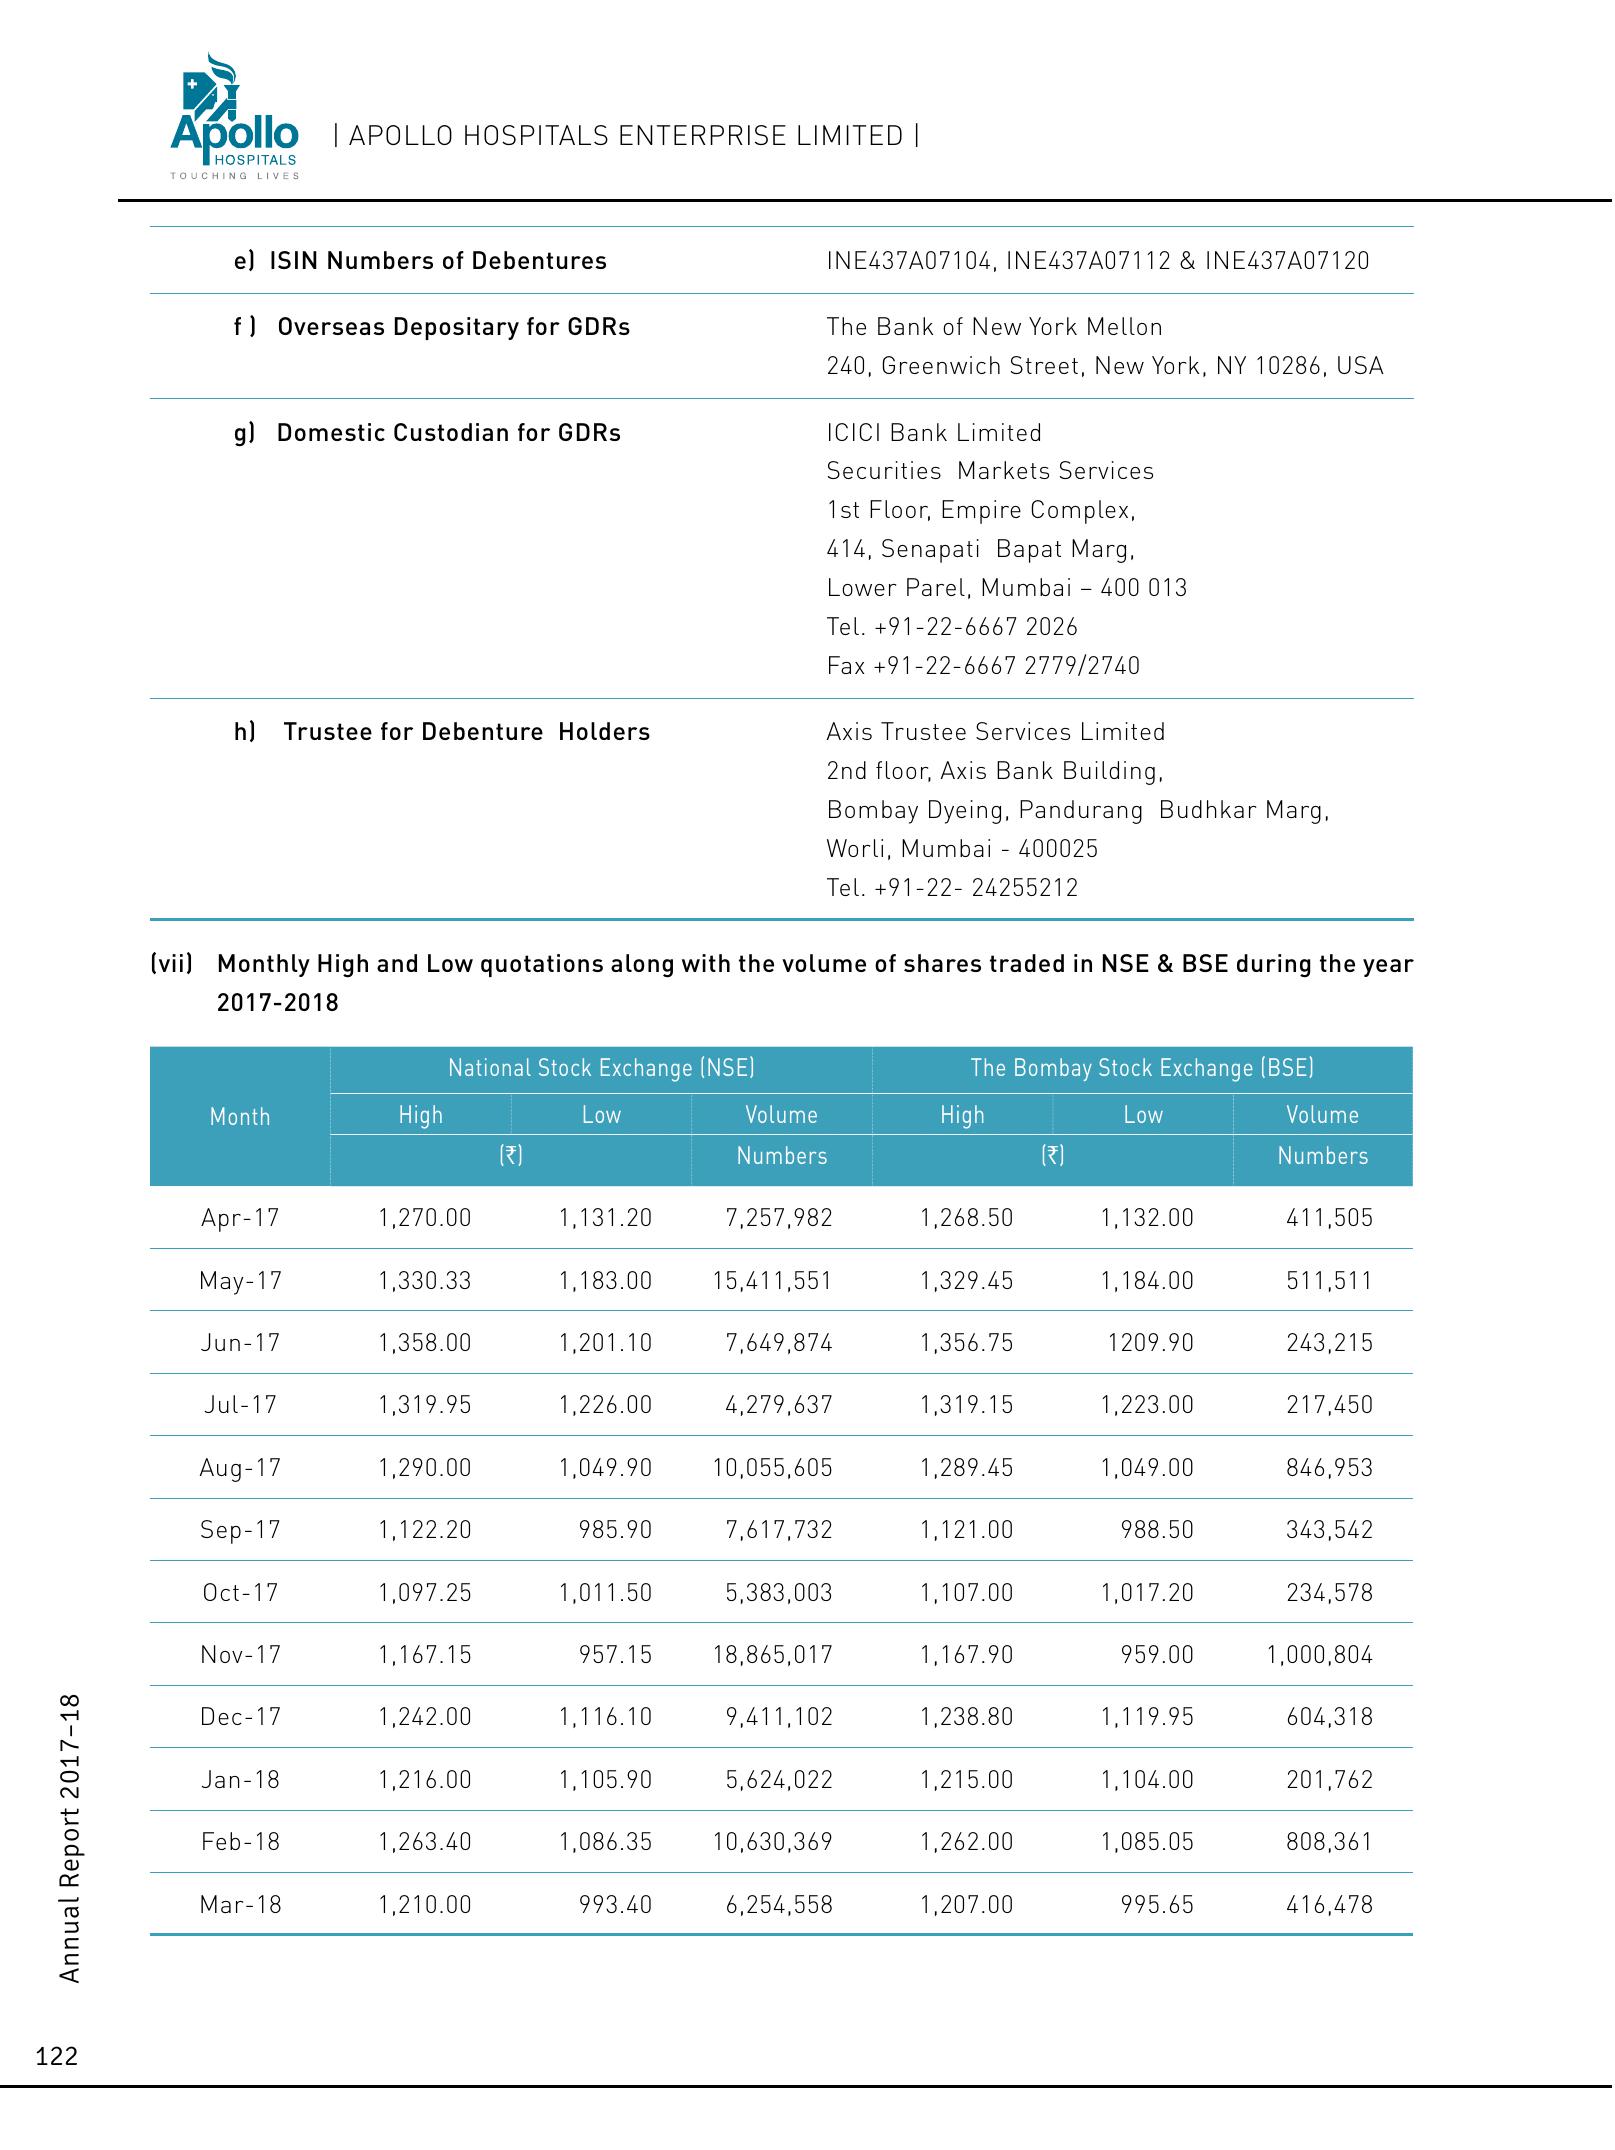 Apollo
HOSPITALS
TOUCHING LIVES
| APOLLO HOSPITALS ENTERPRISE LIMITED |
e) ISIN Numbers of Debentures INE437A07104, INE437A07112 & INE437A07120
f ) Overseas Depositary for GDRs The Bank of New York Mellon
240, Greenwich Street, New York, NY 10286, USA
g) Domestic Custodian for GDRs ICICI Bank Limited
Securities Markets Services
1st Floor, Empire Complex,
414, Senapati Bapat Marg,
Lower Parel, Mumbai – 400 013
Tel. +91-22-6667 2026
Fax +91-22-6667 2779/2740
h) Trustee for Debenture Holders Axis Trustee Services Limited
2nd floor, Axis Bank Building,
Bombay Dyeing, Pandurang Budhkar Marg,
Worli, Mumbai - 400025
Tel. +91-22- 24255212
(vii) Monthly High and Low quotations along with the volume of shares traded in NSE & BSE during the year
2017-2018
National Stock Exchange (NSE) The Bombay Stock Exchange (BSE)
Month High Low Volume High Low Volume
(₹) Numbers (₹) Numbers
Apr-17 1,270.00 1,131.20 7,257,982 1,268.50 1,132.00 411,505
May-17 1,330.33 1,183.00 15,411,551 1,329.45 1,184.00 511,511
Jun-17 1,358.00 1,201.10 7,649,874 1,356.75 1209.90 243,215
Jul-17 1,319.95 1,226.00 4,279,637 1,319.15 1,223.00 217,450
Aug-17 1,290.00 1,049.90 10,055,605 1,289.45 1,049.00 846,953
Sep-17 1,122.20 985.90 7,617,732 1,121.00 988.50 343,542
Oct-17 1,097.25 1,011.50 5,383,003 1,107.00 1,017.20 234,578
Nov-17 1,167.15 957.15 18,865,017 1,167.90 959.00 1,000,804
Dec-17 1,242.00 1,116.10 9,411,102 1,238.80 1,119.95 604,318
Jan-18 1,216.00 1,105.90 5,624,022 1,215.00 1,104.00 201,762
Feb-18 1,263.40 1,086.35 10,630,369 1,262.00 1,085.05 808,361
Mar-18 1,210.00 993.40 6,254,558 1,207.00 995.65 416,478
Annual Report 2017–18
122